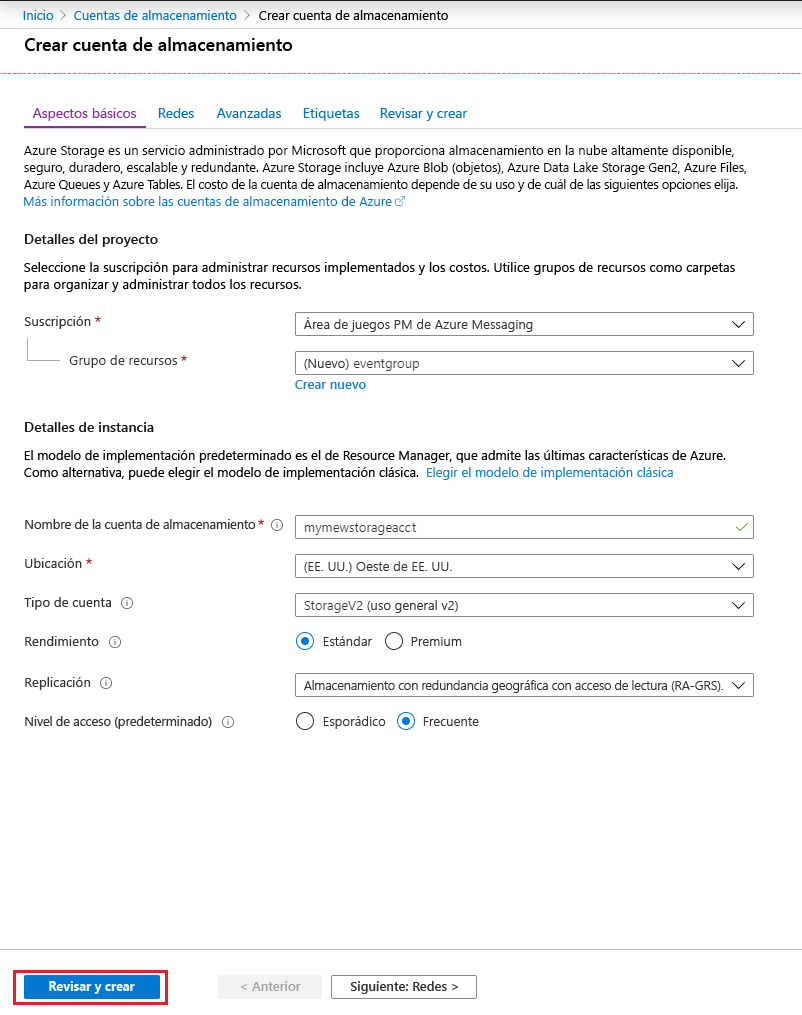 Inicio > Cuentas de almacenamiento > Crear cuenta de almacenamiento
Crear cuenta de almacenamiento
Aspectos básicos Redes Avanzadas Etiquetas Revisar y crear
Azure Storage es un servicio administrado por Microsoft que proporciona almacenamiento en la nube altamente disponible,
seguro, duradero, escalable y redundante. Azure Storage incluye Azure Blob (objetos), Azure Data Lake Storage Gen2, Azure Files,
Azure Queues y Azure Tables. El costo de la cuenta de almacenamiento depende de su uso y de cuál de las siguientes opciones elija.
Más información sobre las cuentas de almacenamiento de Azure
Detalles del proyecto
Seleccione la suscripción para administrar recursos implementados y los costos. Utilice grupos de recursos como carpetas
para organizar y administrar todos los recursos.
Suscripción * Área de juegos PM de Azure Messaging
Grupo de recursos * (Nuevo) eventgroup
Crear nuevo
Detalles de instancia
El modelo de implementación predeterminado es el de Resource Manager, que admite las últimas características de Azure.
Como alternativa, puede elegir el modelo de implementación clásica. Elegir el modelo de implementación clásica
Nombre de la cuenta de almacenamiento * mymewstorageacct
Ubicación * (EE. UU.) Oeste de EE. UU.
Tipo de cuenta StorageV2 (uso general v2)
Rendimiento Estándar Premium
Replicación Almacenamiento con redundancia geográfica con acceso de lectura (RA-GRS).
Nivel de acceso (predeterminado) Esporádico Frecuente
Revisar y crear < Anterior Siguiente: Redes >